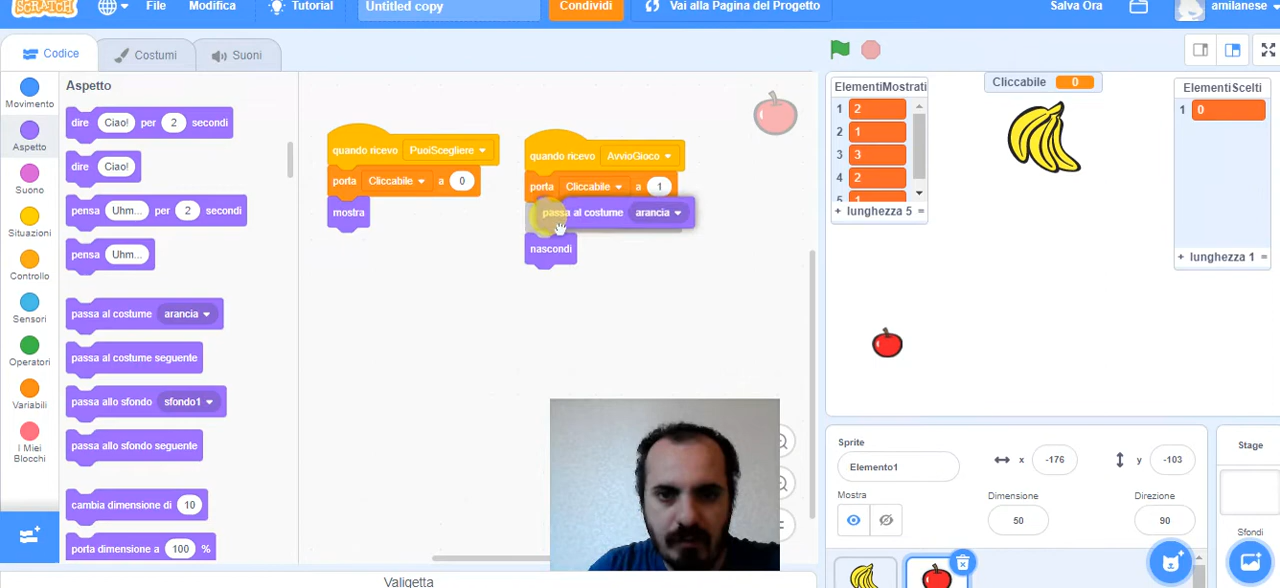 SCRATCH
File
Modifica
Tutorial
Untitled copy
Condividi
Vai alla Pagina del Progetto
Salva Ora
amilanese
Codice
Costumi
Suoni
Movimento
Aspetto
Suono
Situazioni
Controllo
Sensori
Operatori
Variabili
I Miei
Blocchi
Aspetto
dire Ciao! per 2 secondi
dire Ciao!
pensa Uhm... per 2 secondi
pensa Uhm...
passa al costume arancia
passa al costume seguente
passa allo sfondo sfondo1
passa allo sfondo seguente
cambia dimensione di 10
porta dimensione a 100 %
quando ricevo PuoiScegliere
porta Cliccabile a 0
mostra
quando ricevo AvvioGioco
porta Cliccabile a 1
passa al costume arancia
nascondi
Valigetta
ElementiMostrati
1 2
2 1
3 3
4 2
+ lunghezza 5 =
Cliccabile 0
ElementiScelti
1 0
+ lunghezza 1 =
Sprite
Elemento1
x -176
y -103
Mostra
Dimensione
50
Direzione
90
Stage
Sfondi